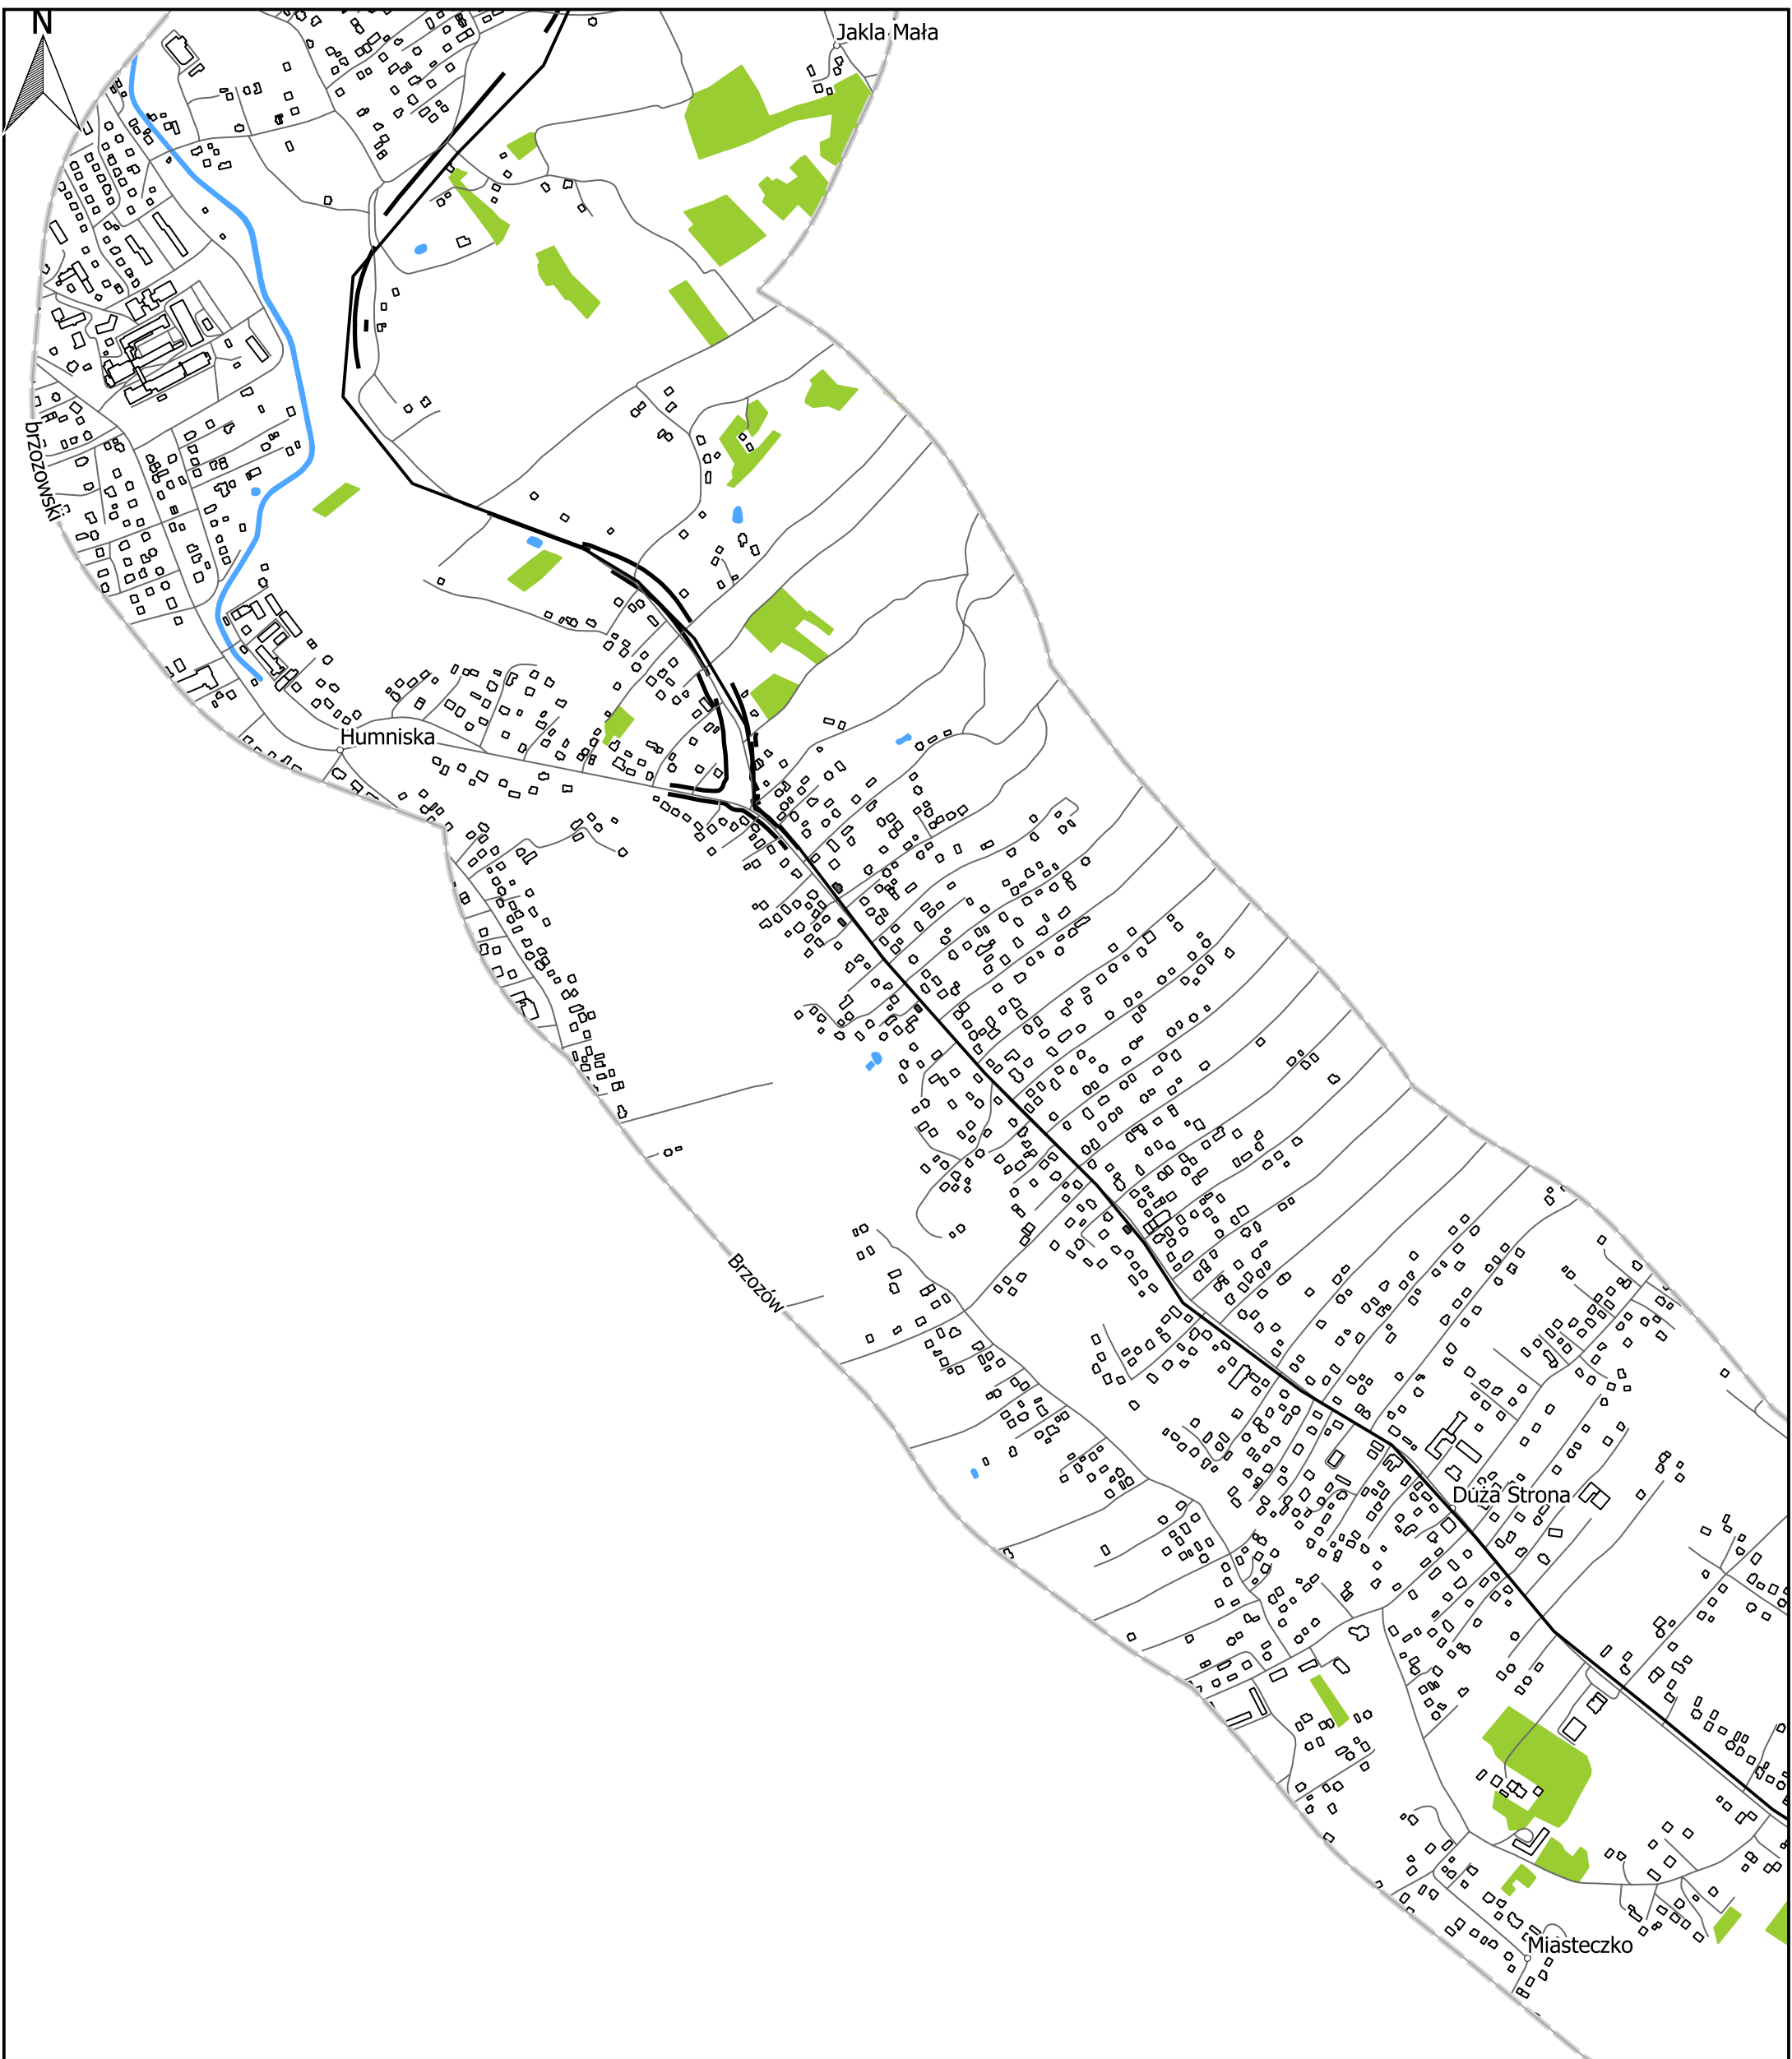 N
Jakla Mała
brzozowski
Humniska
Brzozów
Duża Strona
Miasteczko